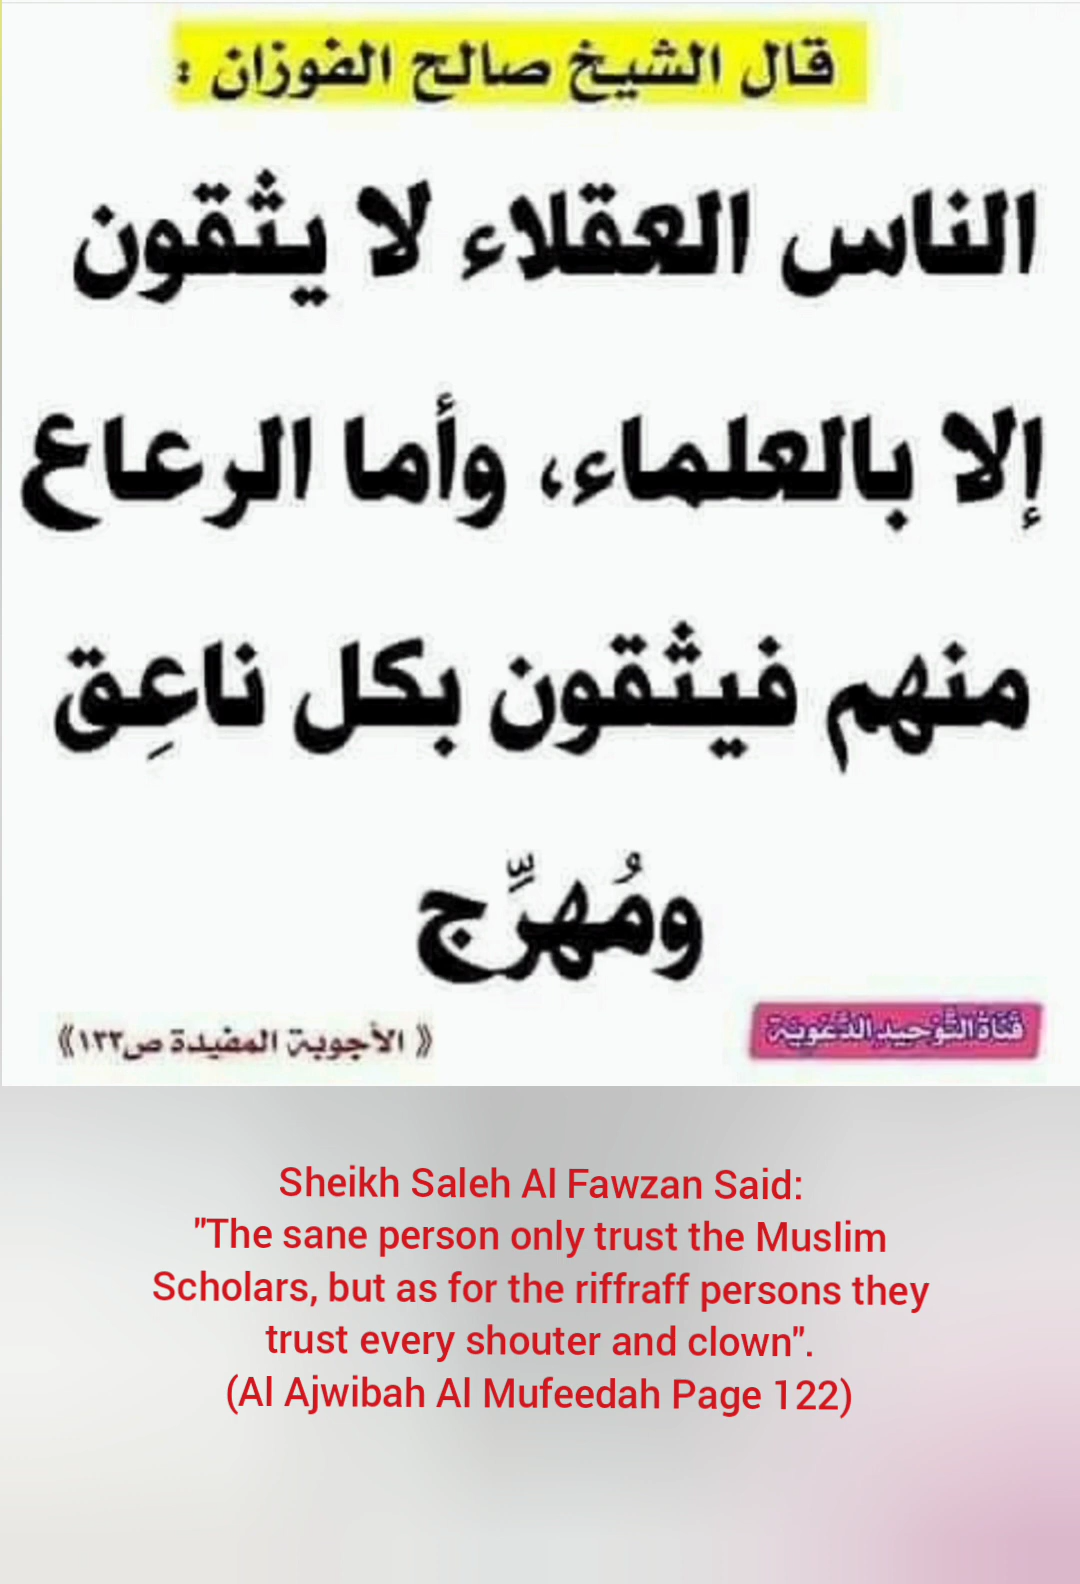 قال الشيخ صالح الفوزان :
الناس العقلاء لا يثقون
إلا بالعلماء، وأما الرعاع
منهم فيثقون بكل ناعِق
ومُهرِّج
قناة التوحيد الدعوية
《 الأجوبة المفيدة ص١٢٢》
Sheikh Saleh Al Fawzan Said:
"The sane person only trust the Muslim
Scholars, but as for the riffraff persons they
trust every shouter and clown".
(Al Ajwibah Al Mufeedah Page 122)